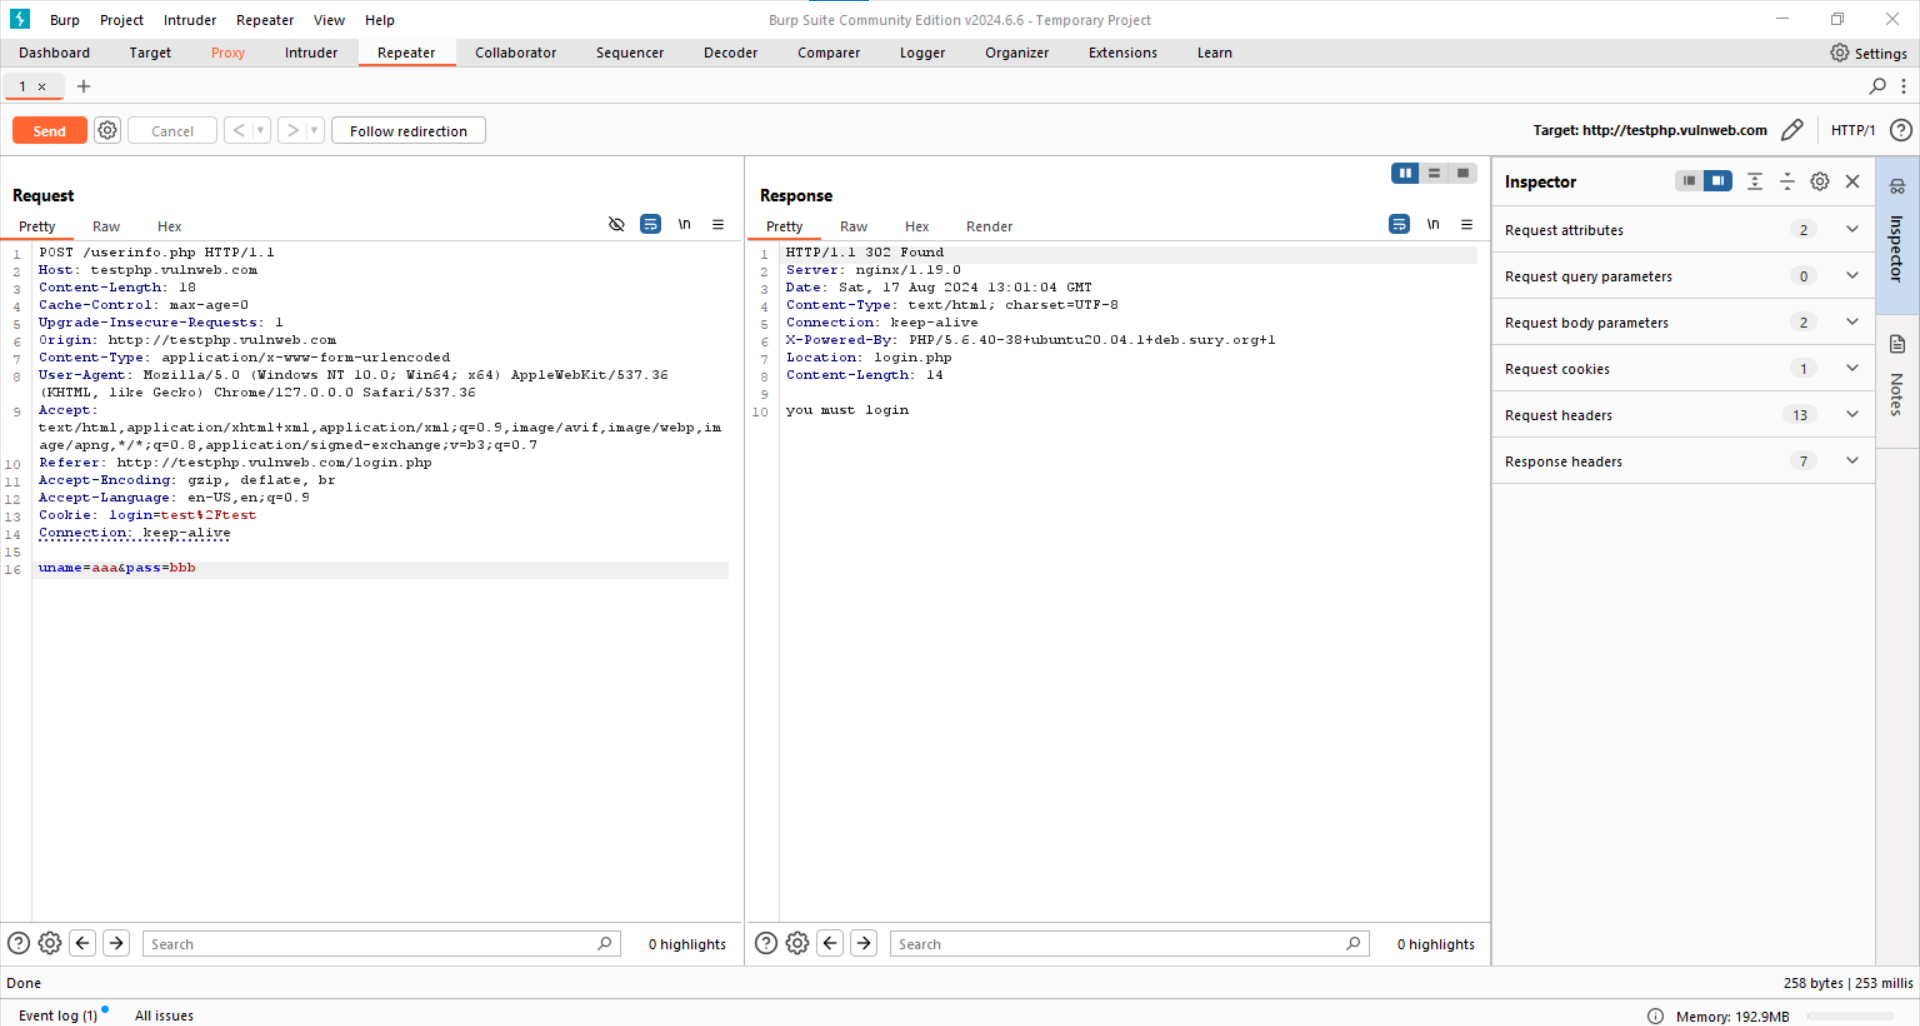 Burp Project Intruder Repeater View Help
Burp Suite Community Edition v2024.6.6 - Temporary Project
Dashboard Target Proxy Intruder Repeater Collaborator Sequencer Decoder Comparer Logger Organizer Extensions Learn
Settings
1 ×
Send Cancel < > Follow redirection
Target: http://testphp.vulnweb.com HTTP/1
Request
Pretty Raw Hex
\n
1 POST /userinfo.php HTTP/1.1
2 Host: testphp.vulnweb.com
3 Content-Length: 18
4 Cache-Control: max-age=0
5 Upgrade-Insecure-Requests: 1
6 Origin: http://testphp.vulnweb.com
7 Content-Type: application/x-www-form-urlencoded
8 User-Agent: Mozilla/5.0 (Windows NT 10.0; Win64; x64) AppleWebKit/537.36
(KHTML, like Gecko) Chrome/127.0.0.0 Safari/537.36
9 Accept:
text/html,application/xhtml+xml,application/xml;q=0.9,image/avif,image/webp,im
age/apng,*/*;q=0.8,application/signed-exchange;v=b3;q=0.7
10 Referer: http://testphp.vulnweb.com/login.php
11 Accept-Encoding: gzip, deflate, br
12 Accept-Language: en-US,en;q=0.9
13 Cookie: login=test%2Ftest
14 Connection: keep-alive
15
16 uname=aaa&pass=bbb
Search
0 highlights
Response
Pretty Raw Hex Render
\n
1 HTTP/1.1 302 Found
2 Server: nginx/1.19.0
3 Date: Sat, 17 Aug 2024 13:01:04 GMT
4 Content-Type: text/html; charset=UTF-8
5 Connection: keep-alive
6 X-Powered-By: PHP/5.6.40-38+ubuntu20.04.1+deb.sury.org+1
7 Location: login.php
8 Content-Length: 14
9
10 you must login
Search
0 highlights
Inspector
Request attributes 2
Request query parameters 0
Request body parameters 2
Request cookies 1
Request headers 13
Response headers 7
Inspector
Notes
Done
258 bytes | 253 millis
Event log (1) All issues
Memory: 192.9MB